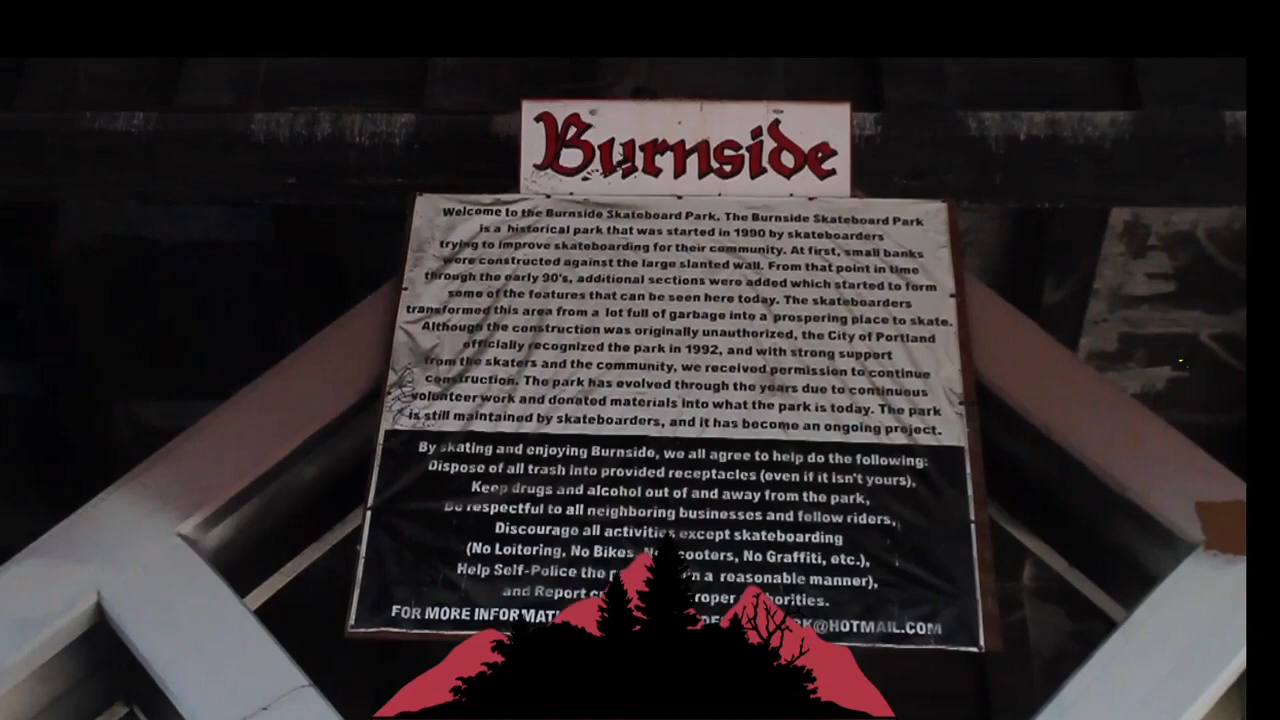 Burnside
Welcome to the Burnside Skateboard Park. The Burnside Skateboard Park
is a historical park that was started in 1990 by skateboarders
trying to improve skateboarding for their community. At first, small banks
were constructed against the large slanted wall. From that point in time
through the early 90's, additional sections were added which started to form
some of the features that can be seen here today. The skateboarders
transformed this area from a lot full of garbage into a prospering place to skate.
Although the construction was originally unauthorized, the City of Portland
officially recognized the park in 1992, and with strong support
from the skaters and the community, we received permission to continue
construction. The park has evolved through the years due to continuous
volunteer work and donated materials into what the park is today. The park
is still maintained by skateboarders, and it has become an ongoing project.
By skating and enjoying Burnside, we all agree to help do the following:
Dispose of all trash into provided receptacles (even if it isn't yours),
Keep drugs and alcohol out of and away from the park,
Be respectful to all neighboring businesses and fellow riders,
Discourage all activities except skateboarding
(No Loitering, No Bikes, No Scooters, No Graffiti, etc.),
Help Self-Police the a reasonable manner),
and Report
FOR MORE @HOTMAIL.COM